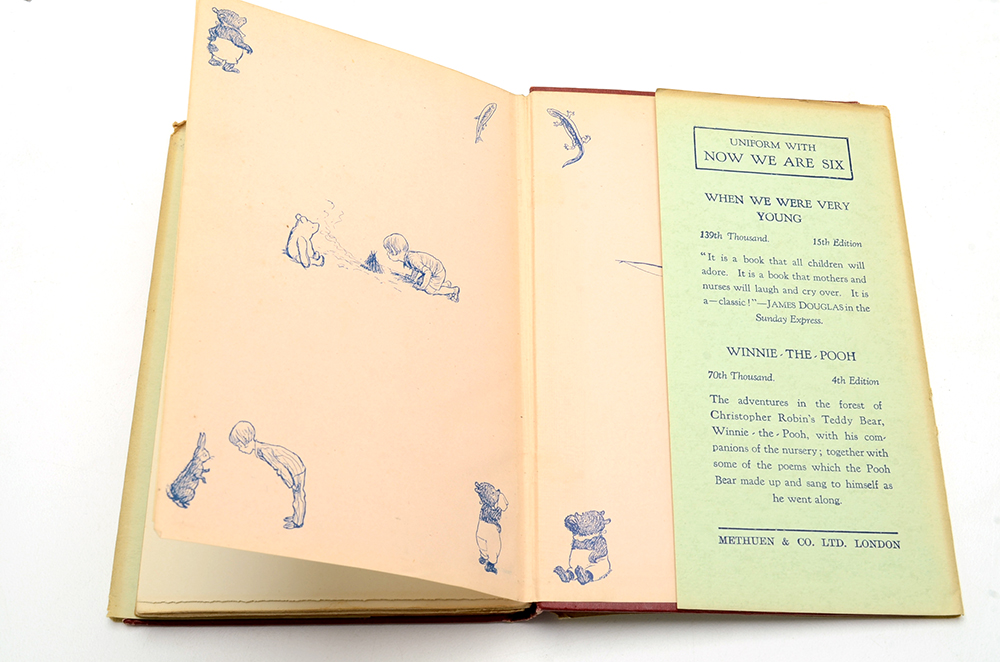 UNIFORM WITH
NOW WE ARE SIX
WHEN WE WERE VERY
YOUNG
139th Thousand. 15th Edition
"It is a book that all children will
adore. It is a book that mothers and
nurses will laugh and cry over. It is
a—classic!"—JAMES DOUGLAS in the
Sunday Express.
WINNIE-THE-POOH
70th Thousand. 4th Edition
The adventures in the forest of
Christopher Robin's Teddy Bear,
Winnie-the-Pooh, with his com-
panions of the nursery; together with
some of the poems which the Pooh
Bear made up and sang to himself as
he went along.
METHUEN & CO. LTD. LONDON